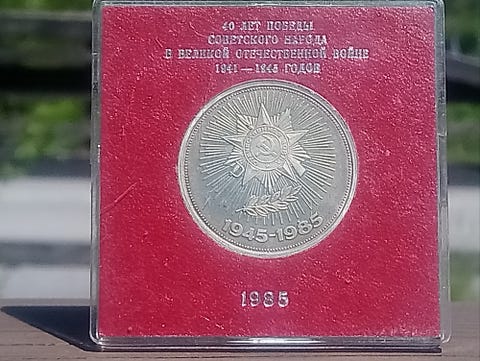 40 ЛЕТ ПОБЕДЫ
СОВЕТСКОГО НАРОДА
В ВЕЛИКОЙ ОТЕЧЕСТВЕННОЙ ВОЙНЕ
1941 — 1945 ГОДОВ
1945-1985
1985